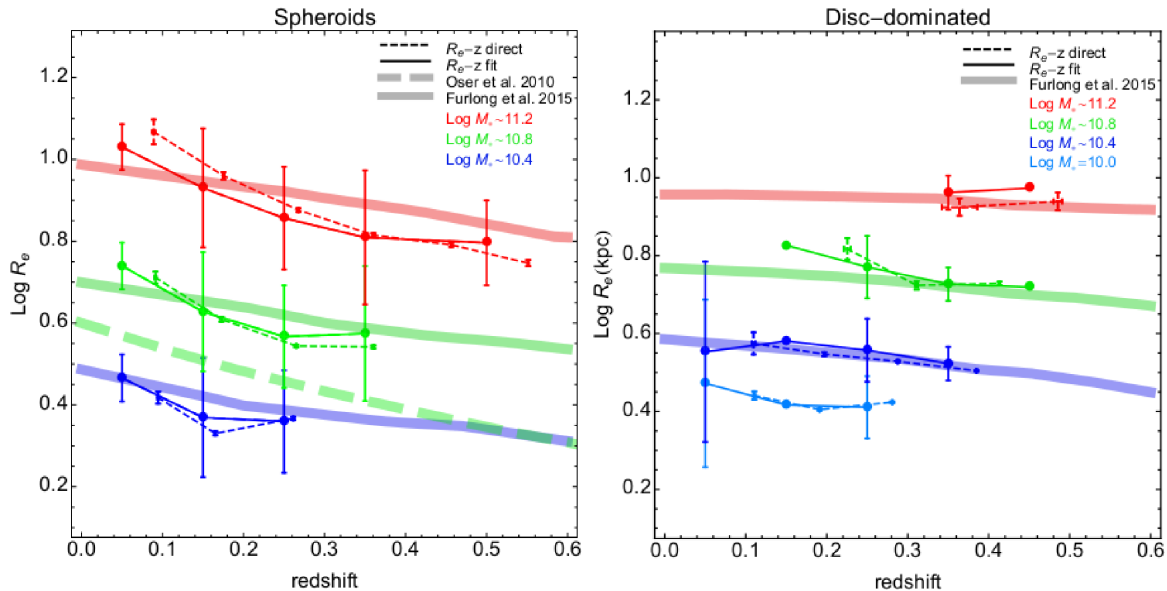 Spheroids
Rₑ−z direct
Rₑ−z fit
Oser et al. 2010
Furlong et al. 2015
Log M*~11.2
Log M*~10.8
Log M*~10.4
Log Rₑ
1.2
1.0
0.8
0.6
0.4
0.2
0.0 0.1 0.2 0.3 0.4 0.5 0.6
redshift
Disc−dominated
Rₑ−z direct
Rₑ−z fit
Furlong et al. 2015
Log M*~11.2
Log M*~10.8
Log M*~10.4
Log M*=10.0
Log Rₑ(kpc)
1.2
1.0
0.8
0.6
0.4
0.2
0.0 0.1 0.2 0.3 0.4 0.5 0.6
redshift